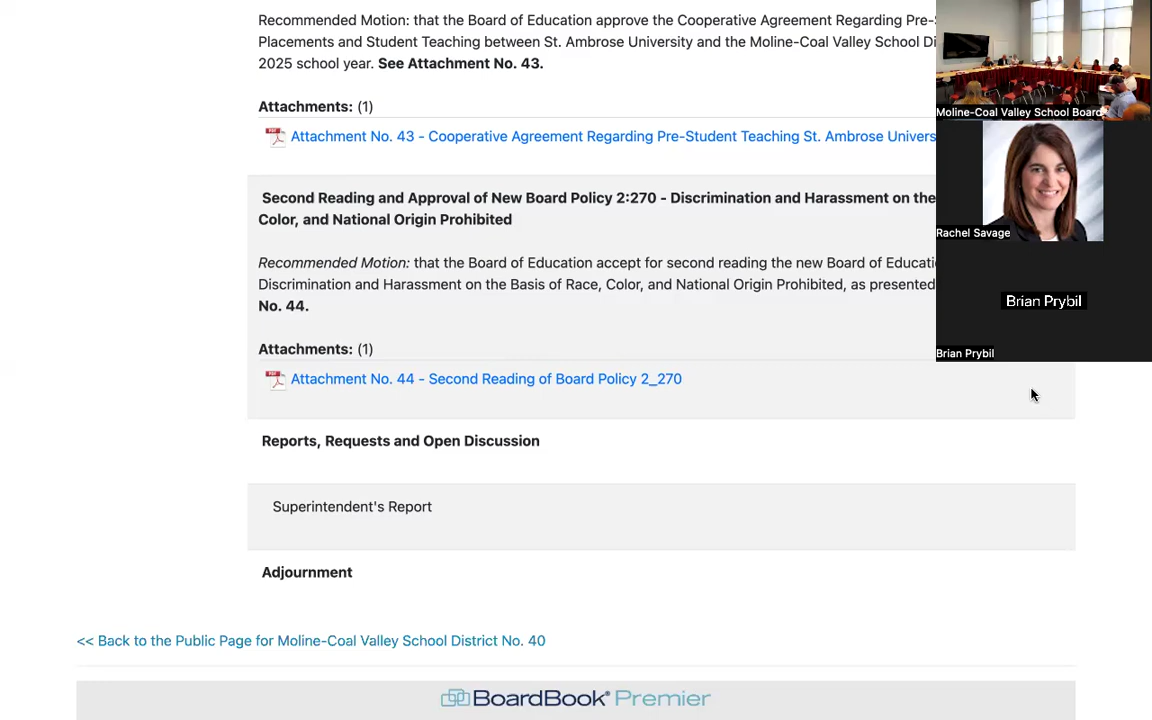 Recommended Motion: that the Board of Education approve the Cooperative Agreement Regarding Pre-
Placements and Student Teaching between St. Ambrose University and the Moline-Coal Valley School Di
2025 school year. See Attachment No. 43.
Attachments: (1)
Attachment No. 43 - Cooperative Agreement Regarding Pre-Student Teaching St. Ambrose Univers
Second Reading and Approval of New Board Policy 2:270 - Discrimination and Harassment on the
Color, and National Origin Prohibited
Recommended Motion: that the Board of Education accept for second reading the new Board of Educati
Discrimination and Harassment on the Basis of Race, Color, and National Origin Prohibited, as presented
No. 44.
Attachments: (1)
Attachment No. 44 - Second Reading of Board Policy 2_270
Reports, Requests and Open Discussion
Superintendent's Report
Adjournment
<< Back to the Public Page for Moline-Coal Valley School District No. 40
BoardBook® Premier
Moline-Coal Valley School Board
Rachel Savage
Brian Prybil
Brian Prybil